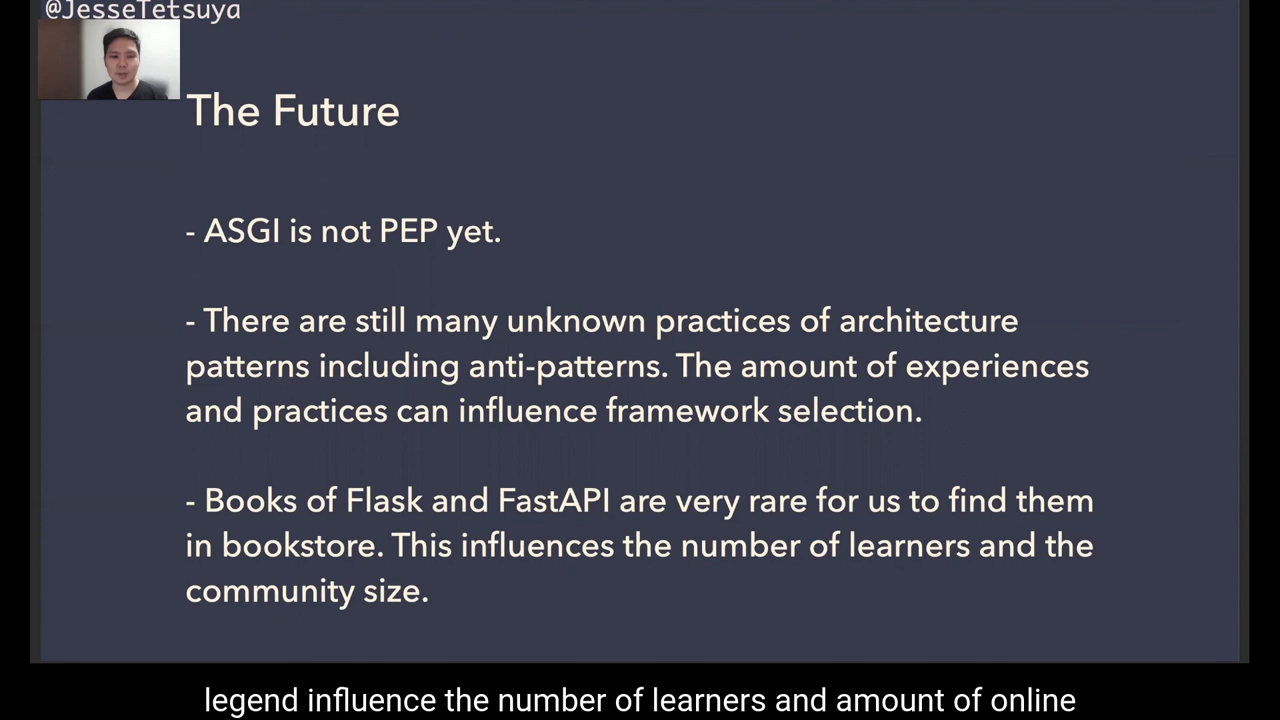 @JesseTetsuya
The Future
- ASGI is not PEP yet.
- There are still many unknown practices of architecture
patterns including anti-patterns. The amount of experiences
and practices can influence framework selection.
- Books of Flask and FastAPI are very rare for us to find them
in bookstore. This influences the number of learners and the
community size.
legend influence the number of learners and amount of online